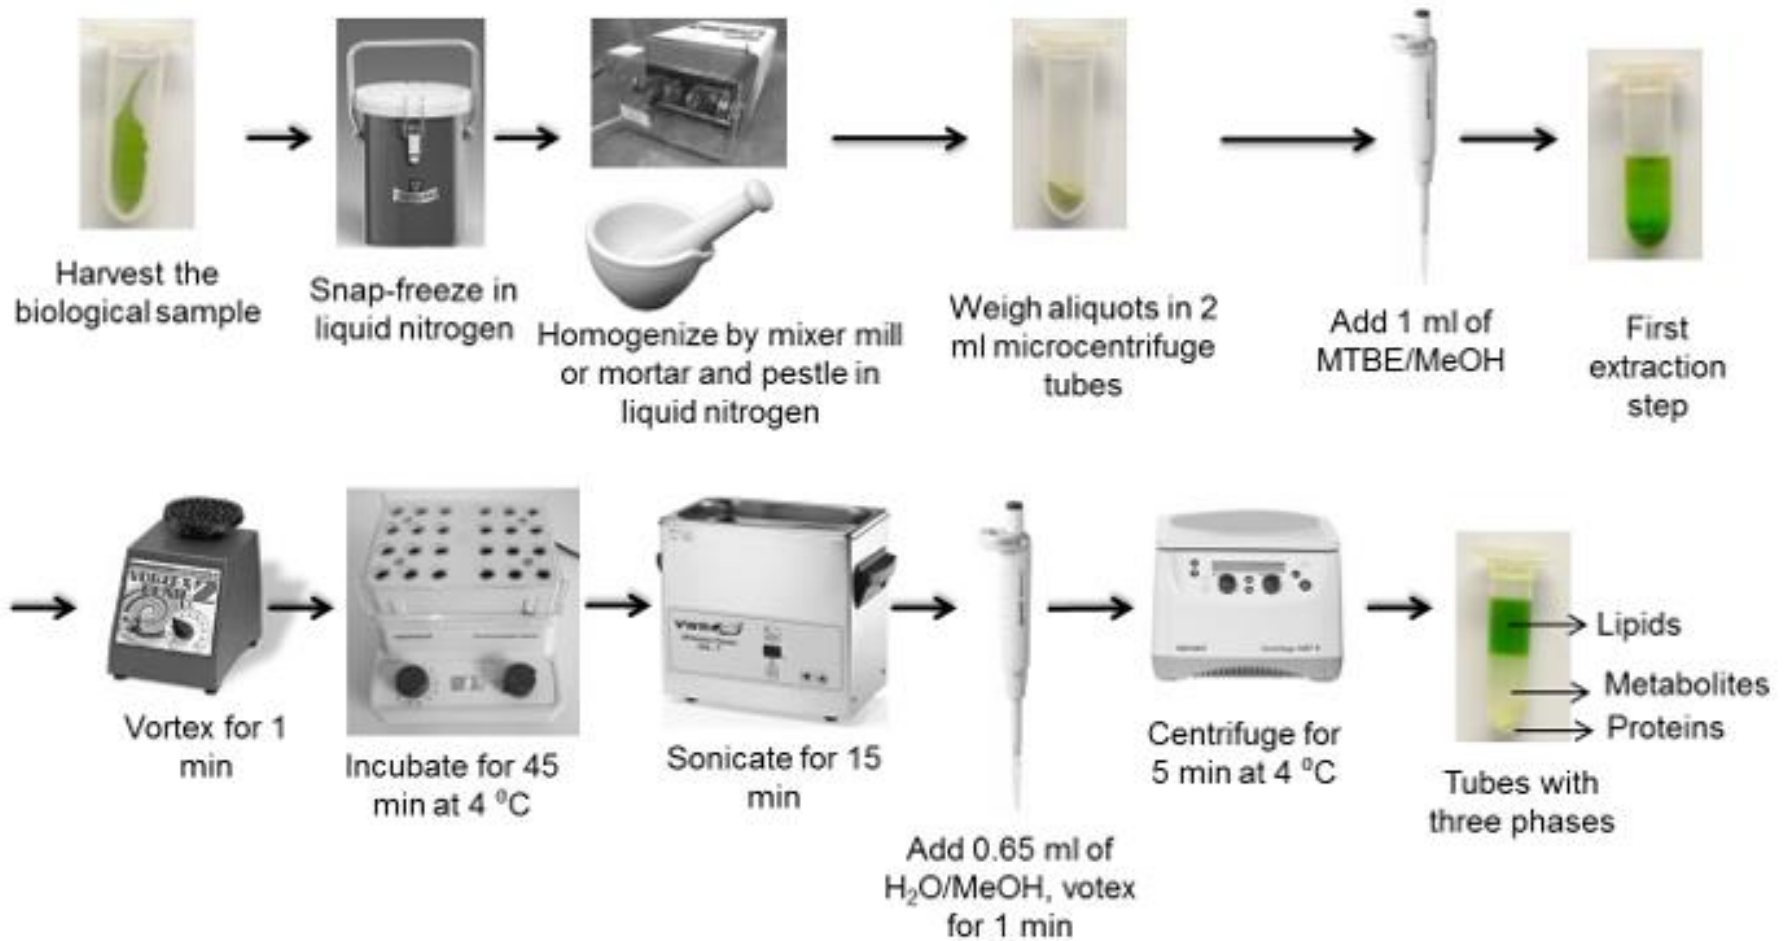 Harvest the
biological sample
Snap-freeze in
liquid nitrogen
Homogenize by mixer mill
or mortar and pestle in
liquid nitrogen
Weigh aliquots in 2
ml microcentrifuge
tubes
Add 1 ml of
MTBE/MeOH
First
extraction
step
Vortex for 1
min
Incubate for 45
min at 4 ⁰C
Sonicate for 15
min
Add 0.65 ml of
H₂O/MeOH, votex
for 1 min
Centrifuge for
5 min at 4 ⁰C
Lipids
Metabolites
Proteins
Tubes with
three phases